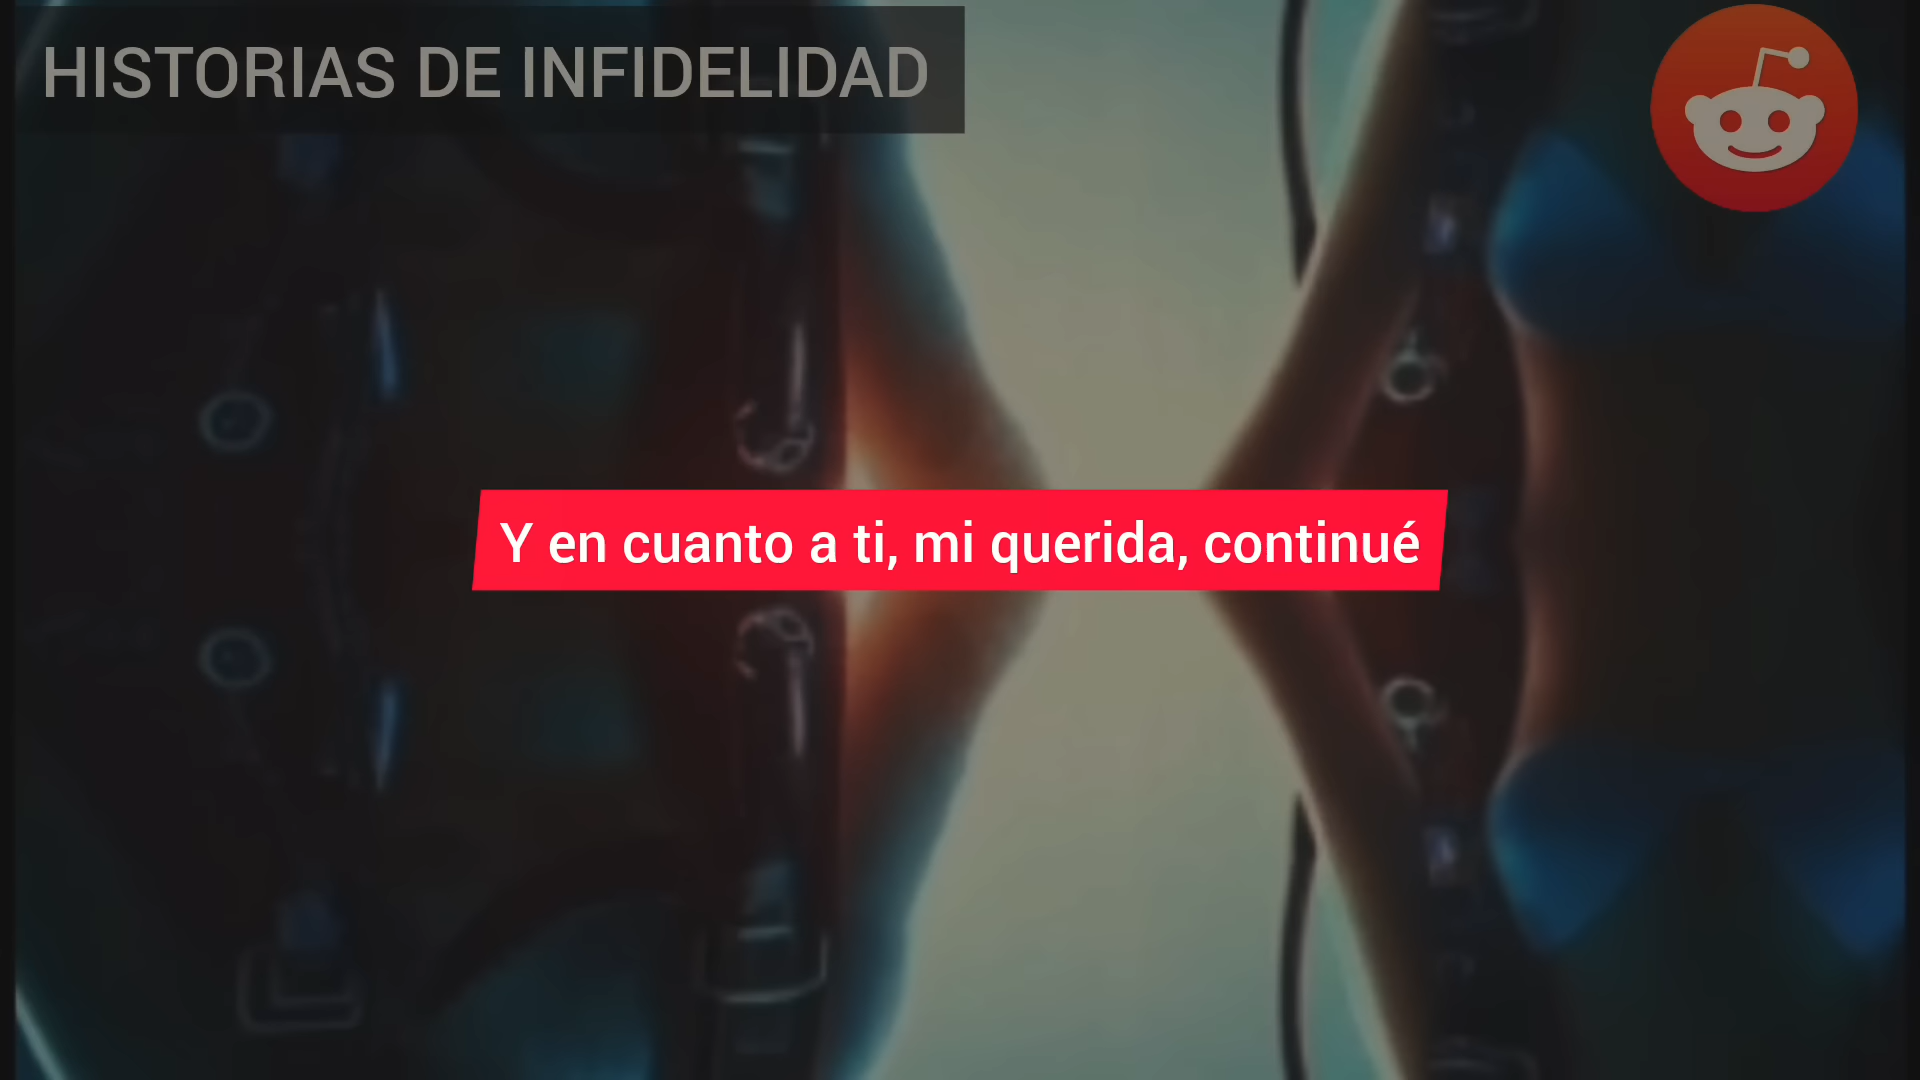 HISTORIAS DE INFIDELIDAD
Y en cuanto a ti, mi querida, continué